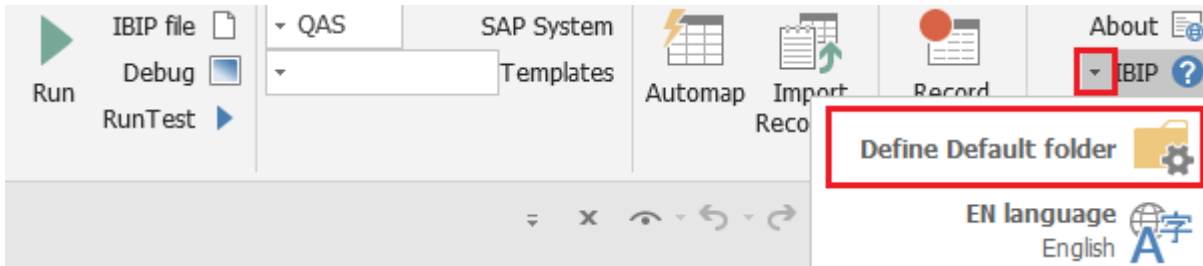 IBIP file
QAS
SAP System
About
Debug
Templates
IBIP
Run
Automap
Import
Record
RunTest
Reco
Define Default folder
EN language
English